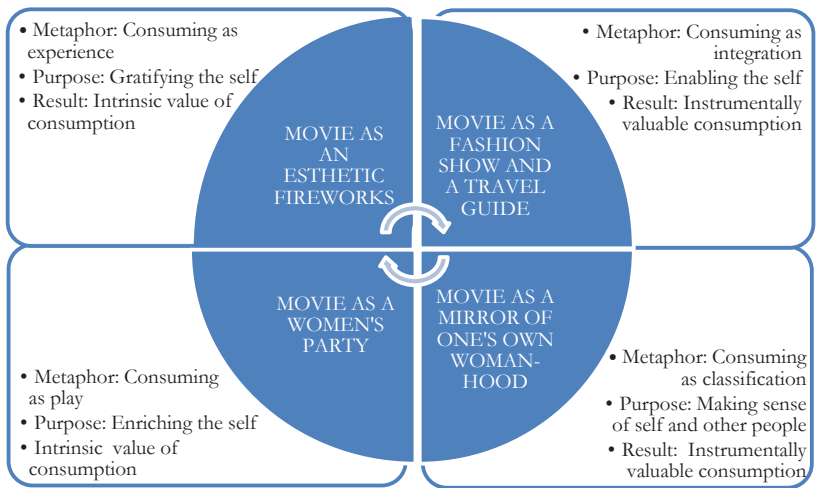 • Metaphor: Consuming as
experience
• Purpose: Gratifying the self
• Result: Intrinsic value of
consumption
MOVIE AS
AN
ESTHETIC
FIREWORKS
• Metaphor: Consuming as
integration
• Purpose: Enabling the self
• Result: Instrumentally
valuable consumption
MOVIE AS A
FASHION
SHOW AND
A TRAVEL
GUIDE
MOVIE AS A
WOMEN'S
PARTY
• Metaphor: Consuming
as play
• Purpose: Enriching the self
• Intrinsic value of
consumption
MOVIE AS A
MIRROR OF
ONE'S OWN
WOMAN-
HOOD
• Metaphor: Consuming
as classification
• Purpose: Making sense
of self and other people
• Result: Instrumentally
valuable consumption